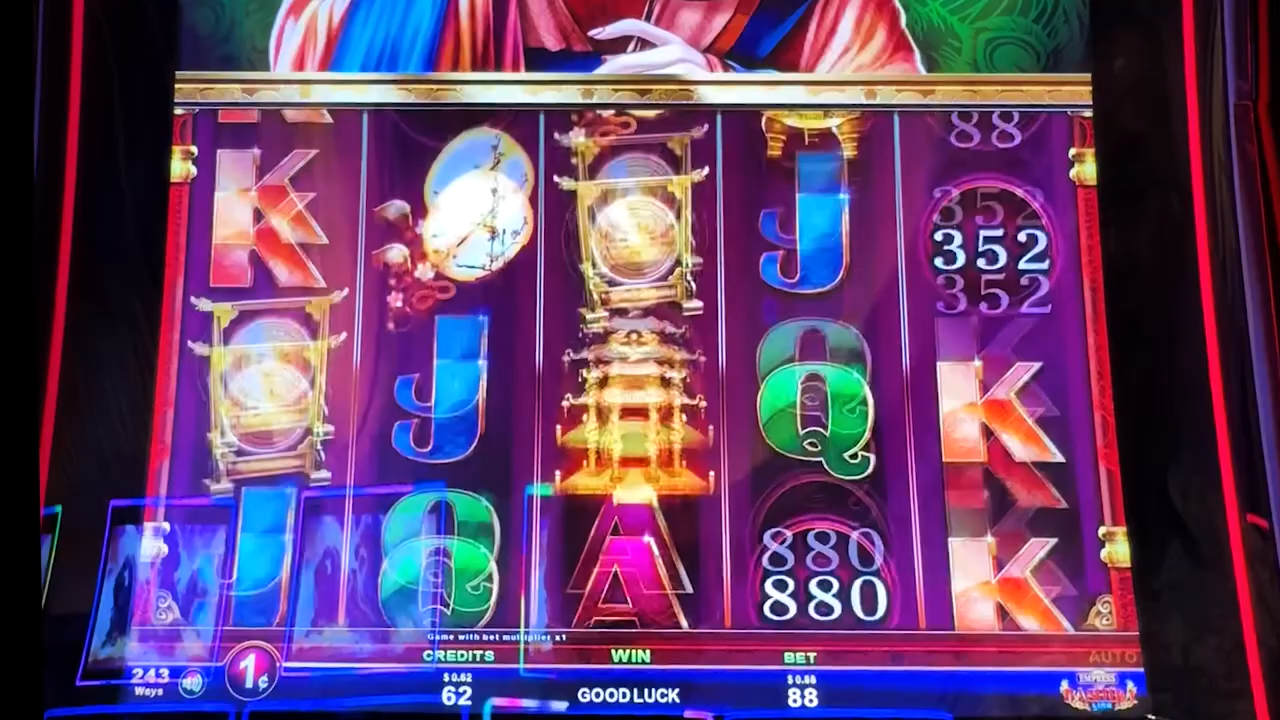 K
88
J
352
352
352
J
Q
K
J
Q
A
880
880
K
Game with bet multiplier x1
243
Ways
1¢
CREDITS
WIN
BET
AUTO
$0.62
62
GOOD LUCK
$0.88
88
EMPRESS